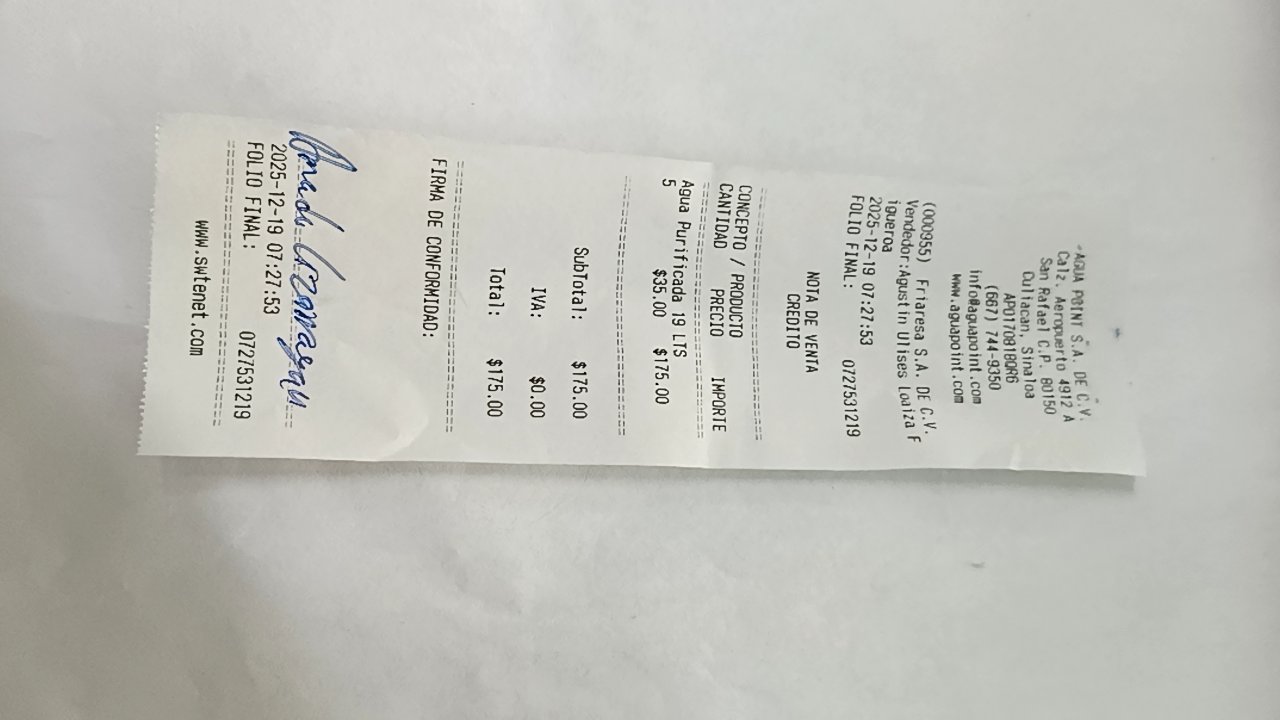 AGUA POINT S.A. DE C.V.
Calz. Aeropuerto 4912 A
San Rafael C.P. 80150
Culiacan, Sinaloa
APO170818QR6
(667) 744-9350
info@aguapoint.com
www.aguapoint.com
(000955) Friaresa S.A. DE C.V.
Vendedor:Agustin Ulises Loaiza F
igueroa
2025-12-19 07:27:53
FOLIO FINAL: 0727531219
NOTA DE VENTA
CREDITO
CONCEPTO / PRODUCTO
CANTIDAD PRECIO IMPORTE
Agua Purificada 19 LTS
5 $35.00 $175.00
SubTotal: $175.00
IVA: $0.00
Total: $175.00
FIRMA DE CONFORMIDAD:
2025-12-19 07:27:53
FOLIO FINAL: 0727531219
www.swtenet.com